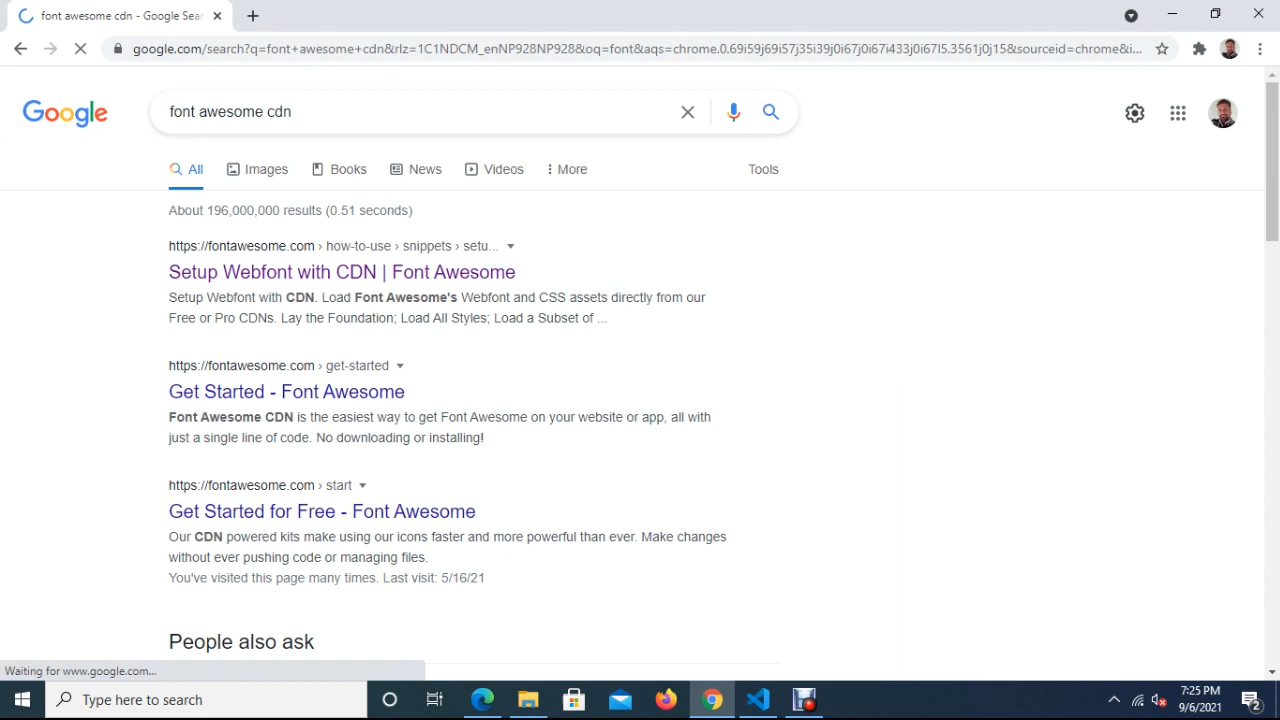 font awesome cdn - Google Sear
google.com/search?q=font+awesome+cdn&rlz=1C1NDCM_enNP928NP928&oq=font&aqs=chrome.0.69i59j69i57j35i39j0i67j0i67i433j0i67l5.3561j0j15&sourceid=chrome&i...
Google
font awesome cdn
All
Images
Books
News
Videos
More
Tools
About 196,000,000 results (0.51 seconds)
https://fontawesome.com › how-to-use › snippets › setu...
Setup Webfont with CDN | Font Awesome
Setup Webfont with CDN. Load Font Awesome's Webfont and CSS assets directly from our
Free or Pro CDNs. Lay the Foundation; Load All Styles; Load a Subset of ...
https://fontawesome.com › get-started
Get Started - Font Awesome
Font Awesome CDN is the easiest way to get Font Awesome on your website or app, all with
just a single line of code. No downloading or installing!
https://fontawesome.com › start
Get Started for Free - Font Awesome
Our CDN powered kits make using our icons faster and more powerful than ever. Make changes
without ever pushing code or managing files.
You've visited this page many times. Last visit: 5/16/21
People also ask
Waiting for www.google.com...
Type here to search
7:25 PM
9/6/2021
2